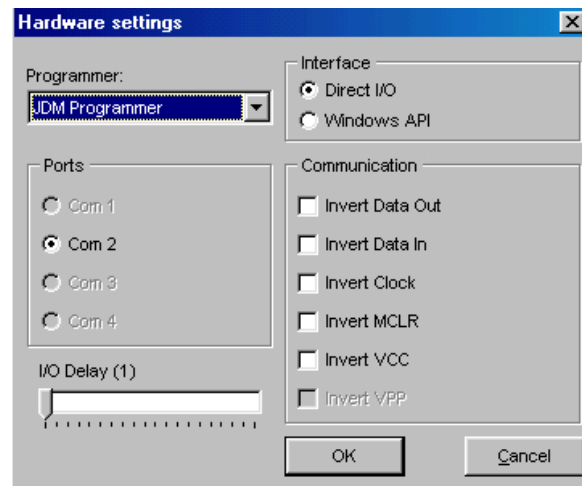 Hardware settings
Programmer:
JDM Programmer
Interface
Direct I/O
Windows API
Ports
Com 1
Com 2
Com 3
Com 4
I/O Delay (1)
Communication
Invert Data Out
Invert Data In
Invert Clock
Invert MCLR
Invert VCC
Invert VPP
OK
Cancel